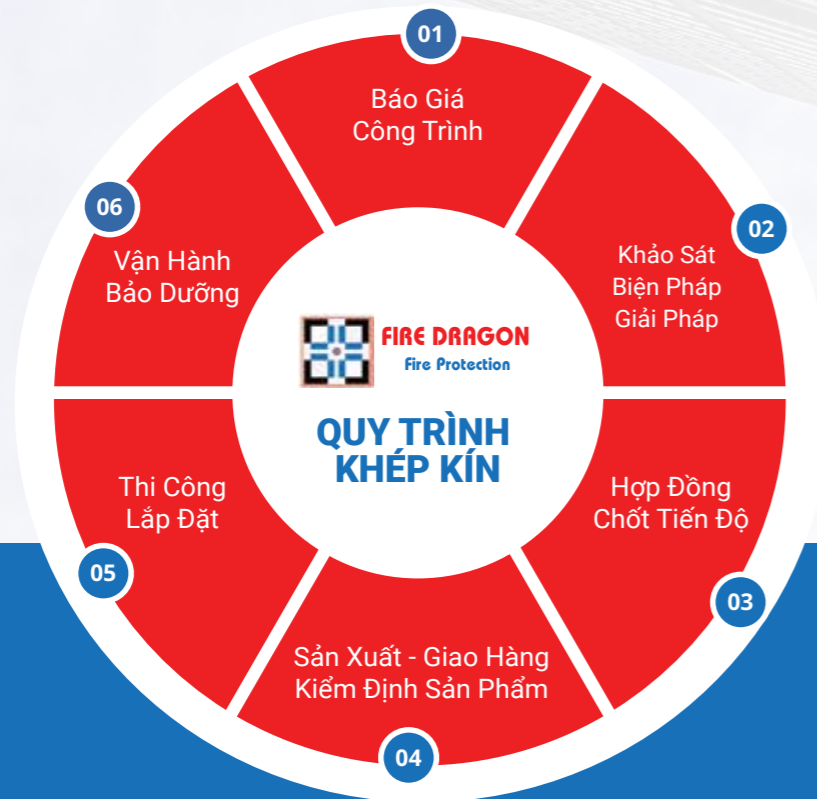 01
Báo Giá
Công Trình
02
Khảo Sát
Biện Pháp
Giải Pháp
03
Hợp Đồng
Chốt Tiến Độ
04
Sản Xuất - Giao Hàng
Kiểm Định Sản Phẩm
05
Thi Công
Lắp Đặt
06
Vận Hành
Bảo Dưỡng
FIRE DRAGON
Fire Protection
QUY TRÌNH
KHÉP KÍN